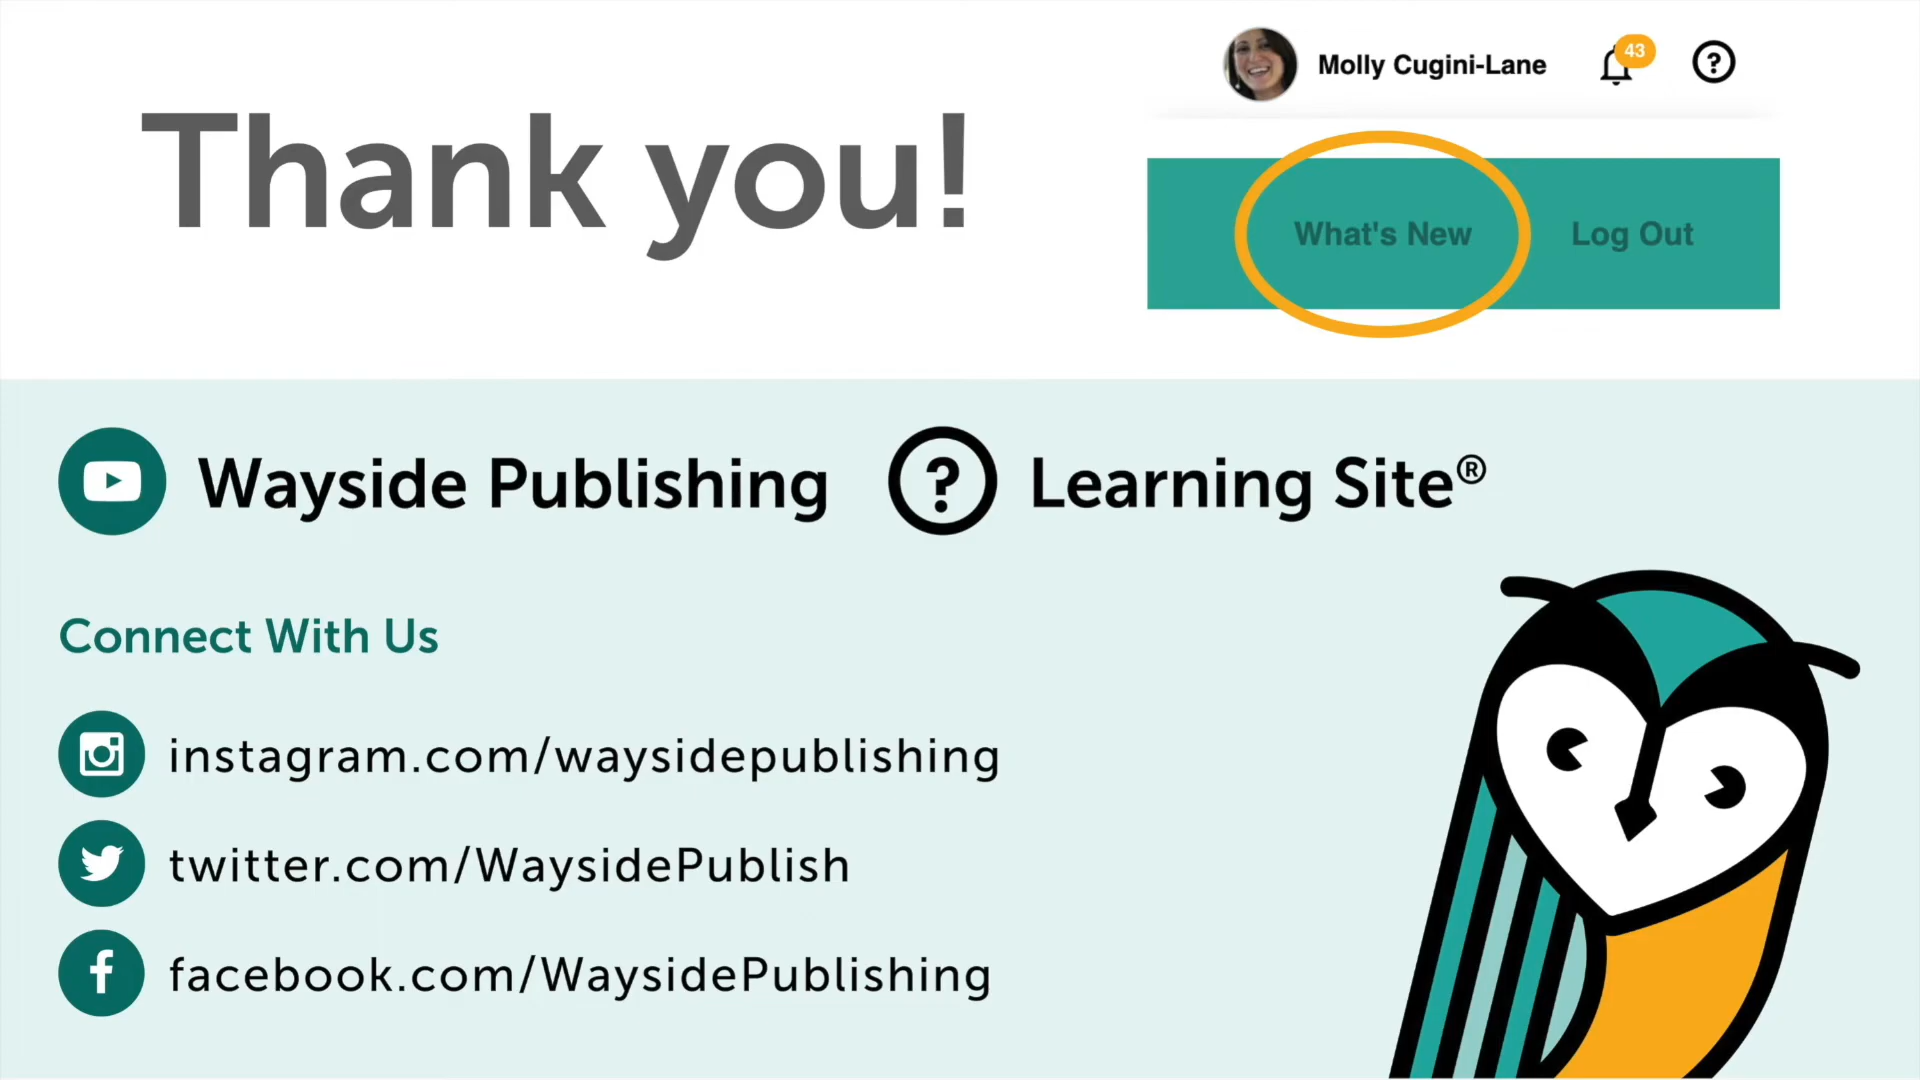 Thank you!
Molly Cugini-Lane
43
?
What's New
Log Out
Wayside Publishing
?
Learning Site®
Connect With Us
instagram.com/waysidepublishing
twitter.com/WaysidePublish
facebook.com/WaysidePublishing